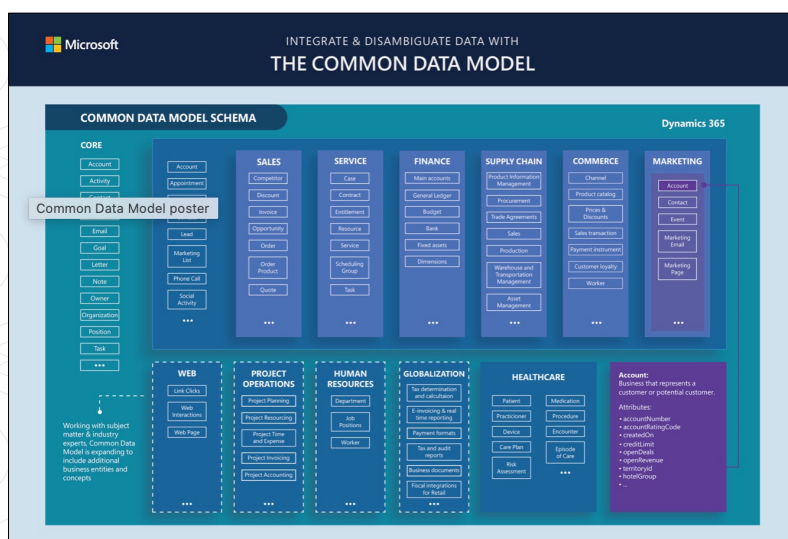 Microsoft
INTEGRATE & DISAMBIGUATE DATA WITH
THE COMMON DATA MODEL
COMMON DATA MODEL SCHEMA
Dynamics 365
CORE
Account
Activity
Common Data Model poster
Email
Goal
Letter
Note
Owner
Organization
Position
Task
•••
Account
Appointment
Lead
Marketing
List
Phone Call
Social
Activity
•••
SALES
Competitor
Discount
Invoice
Opportunity
Order
Order
Product
Quote
•••
SERVICE
Case
Contract
Entitlement
Resource
Service
Scheduling
Group
Task
•••
FINANCE
Main accounts
General Ledger
Budget
Bank
Fixed assets
Dimensions
•••
SUPPLY CHAIN
Product Information
Management
Procurement
Trade Agreements
Sales
Production
Warehouse and
Transportation
Management
Asset
Management
•••
COMMERCE
Channel
Product catalog
Prices &
Discounts
Sales transaction
Payment instrument
Customer loyalty
Worker
•••
MARKETING
Account
Contact
Event
Marketing
Email
Marketing
Page
•••
Working with subject
matter & industry
experts, Common Data
Model is expanding to
include additional
business entities and
concepts
WEB
Link Clicks
Web
Interactions
Web Page
•••
PROJECT
OPERATIONS
Project Planning
Project Resourcing
Project Time
and Expense
Project Invoicing
Project Accounting
•••
HUMAN
RESOURCES
Department
Job
Positions
Worker
•••
GLOBALIZATION
Tax determination
and calcultaion
E-invoicing & real
time reporting
Payment formats
Tax and audit
reports
Business documents
Fiscal integrations
for Retail
•••
HEALTHCARE
Patient
Practitioner
Device
Care Plan
Risk
Assessment
Medication
Procedure
Encounter
Episode
of Care
•••
Account:
Business that represents a
customer or potential customer.
Attributes:
• accountNumber
• accountRatingCode
• createdOn
• creditLimit
• openDeals
• openRevenue
• territoryid
• hotelGroup
• ...